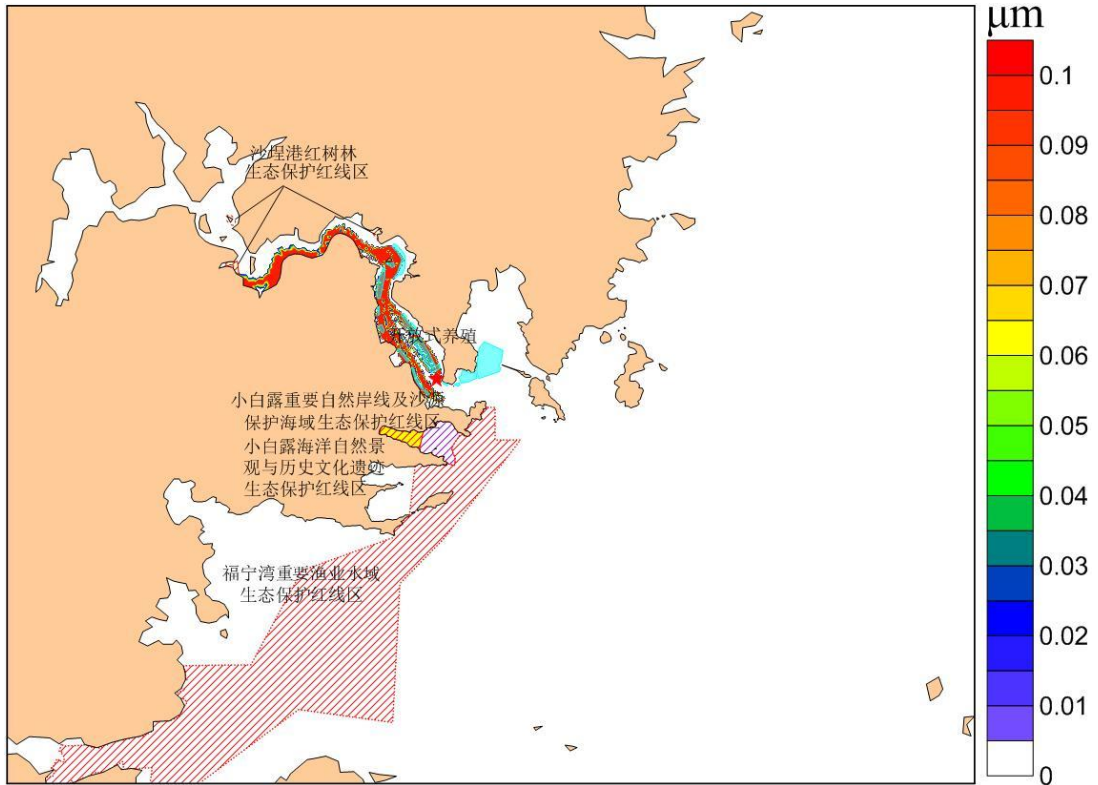 μm
沙埕港红树林
生态保护红线区
开放式养殖
小白露重要自然岸线及沙源
保护海域生态保护红线区
小白露海洋自然景
观与历史文化遗迹
生态保护红线区
福宁湾重要渔业水域
生态保护红线区
0.1
0.09
0.08
0.07
0.06
0.05
0.04
0.03
0.02
0.01
0